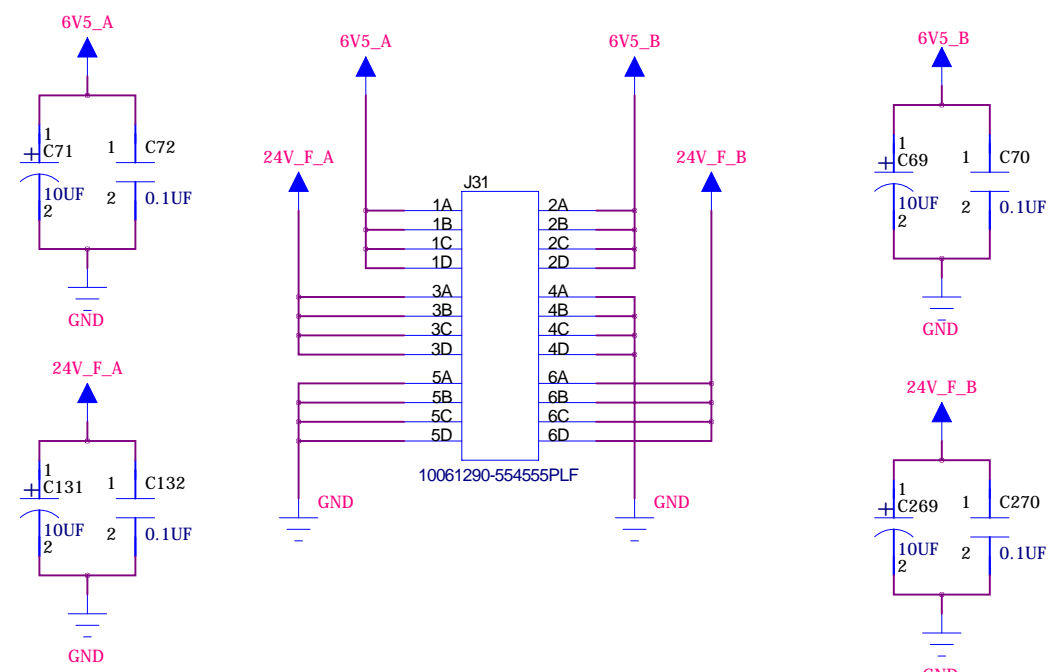 6V5_A
1
C71
10UF
2
1
C72
2
0.1UF
GND
24V_F_A
1
C131
10UF
2
1
C132
2
0.1UF
GND
6V5_A
6V5_B
24V_F_A
24V_F_B
J31
1A 2A
1B 2B
1C 2C
1D 2D
3A 4A
3B 4B
3C 4C
3D 4D
5A 6A
5B 6B
5C 6C
5D 6D
10061290-554555PLF
GND
GND
6V5_B
1
C69
10UF
2
1
C70
2
0.1UF
GND
24V_F_B
1
C269
10UF
2
1
C270
2
0.1UF
GND